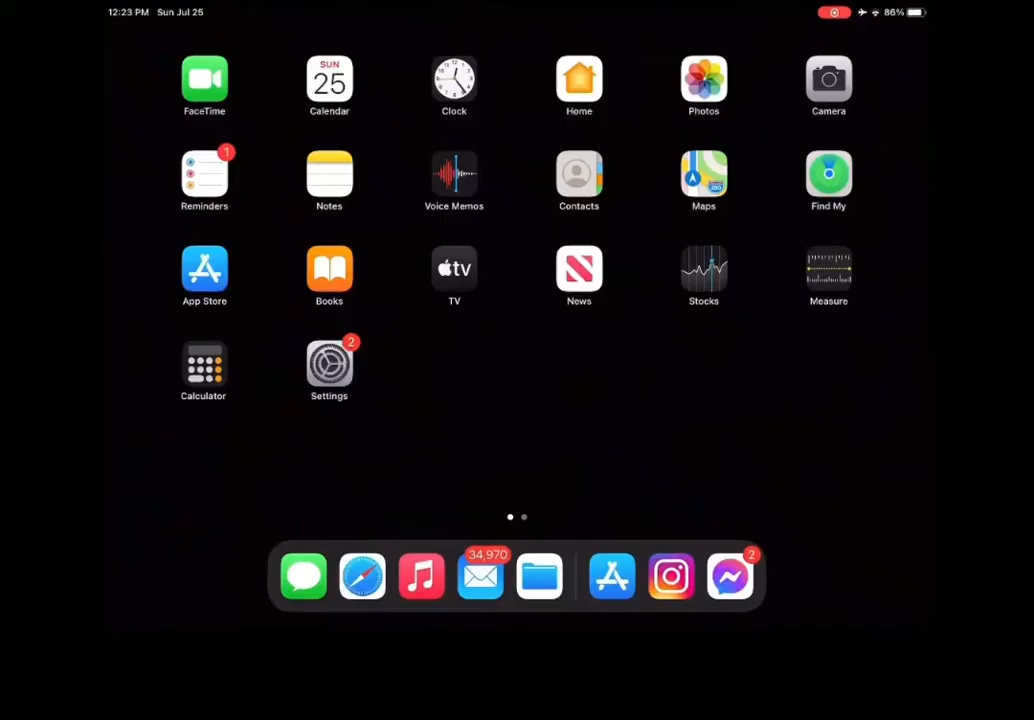 12:23 PM Sun Jul 25 86%
SUN
25
FaceTime Calendar Clock Home Photos Camera
1
Reminders Notes Voice Memos Contacts Maps Find My
tv
App Store Books TV News Stocks Measure
2
Calculator Settings
34,970 2